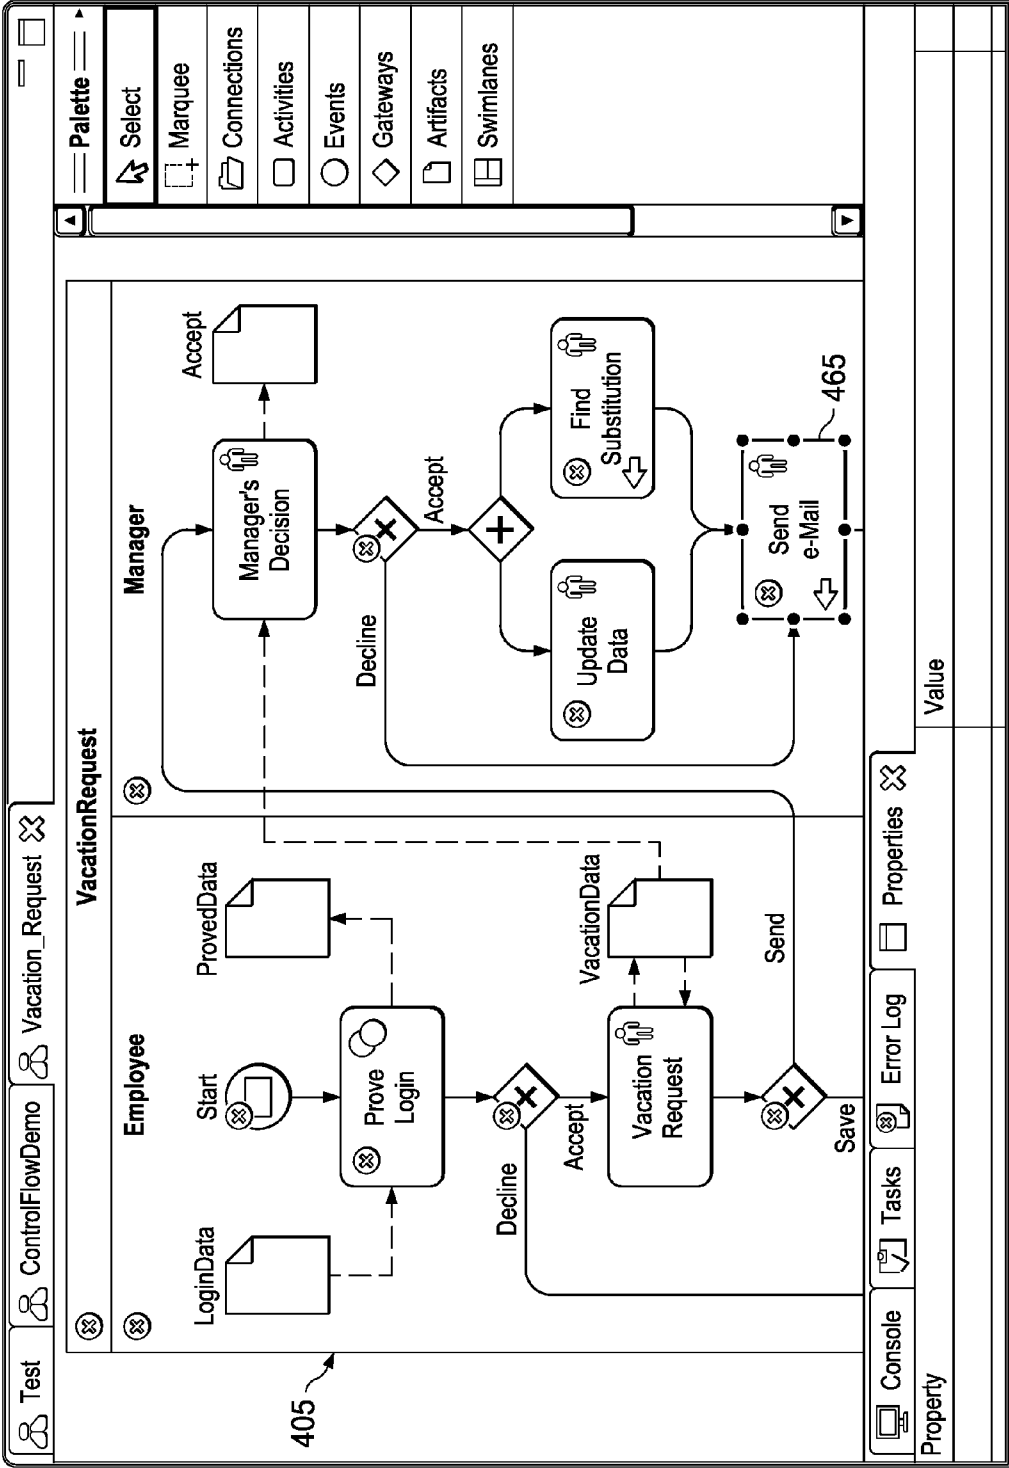 Test
ControlFlowDemo
Vacation_Request
VacationRequest
Employee
Manager
LoginData
Start
ProvedData
Prove
Login
Decline
Accept
Vacation
Request
VacationData
Send
Save
Accept
Manager's
Decision
Decline
Accept
Update
Data
Find
Substitution
Send
e-Mail
405
465
Palette
Select
Marquee
Connections
Activities
Events
Gateways
Artifacts
Swimlanes
Console
Tasks
Error Log
Properties
Property
Value